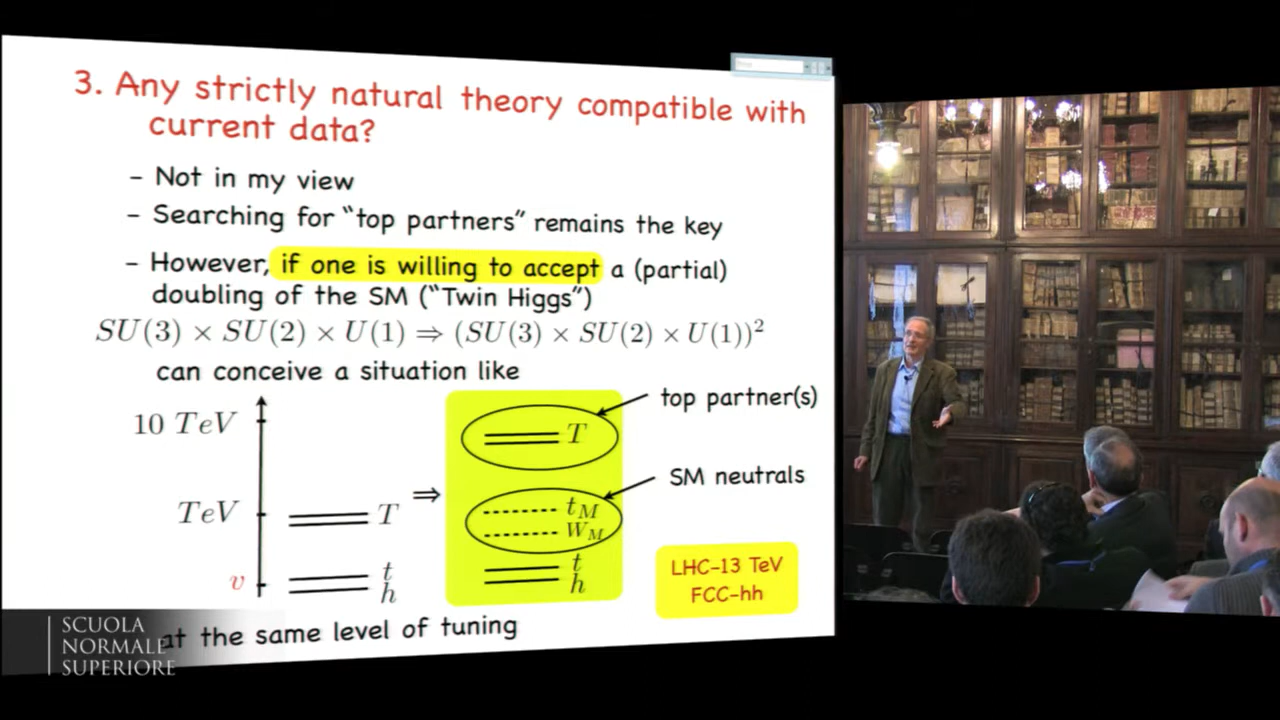 3. Any strictly natural theory compatible with
current data?
– Not in my view
– Searching for “top partners” remains the key
– However, if one is willing to accept a (partial)
doubling of the SM (“Twin Higgs”)
SU(3) × SU(2) × U(1) ⇒ (SU(3) × SU(2) × U(1))²
can conceive a situation like
10 TeV
TeV
v
T
t
h
⇒
T
t_M
W_M
t
h
top partner(s)
SM neutrals
LHC-13 TeV
FCC-hh
at the same level of tuning
SCUOLA
NORMALE
SUPERIORE